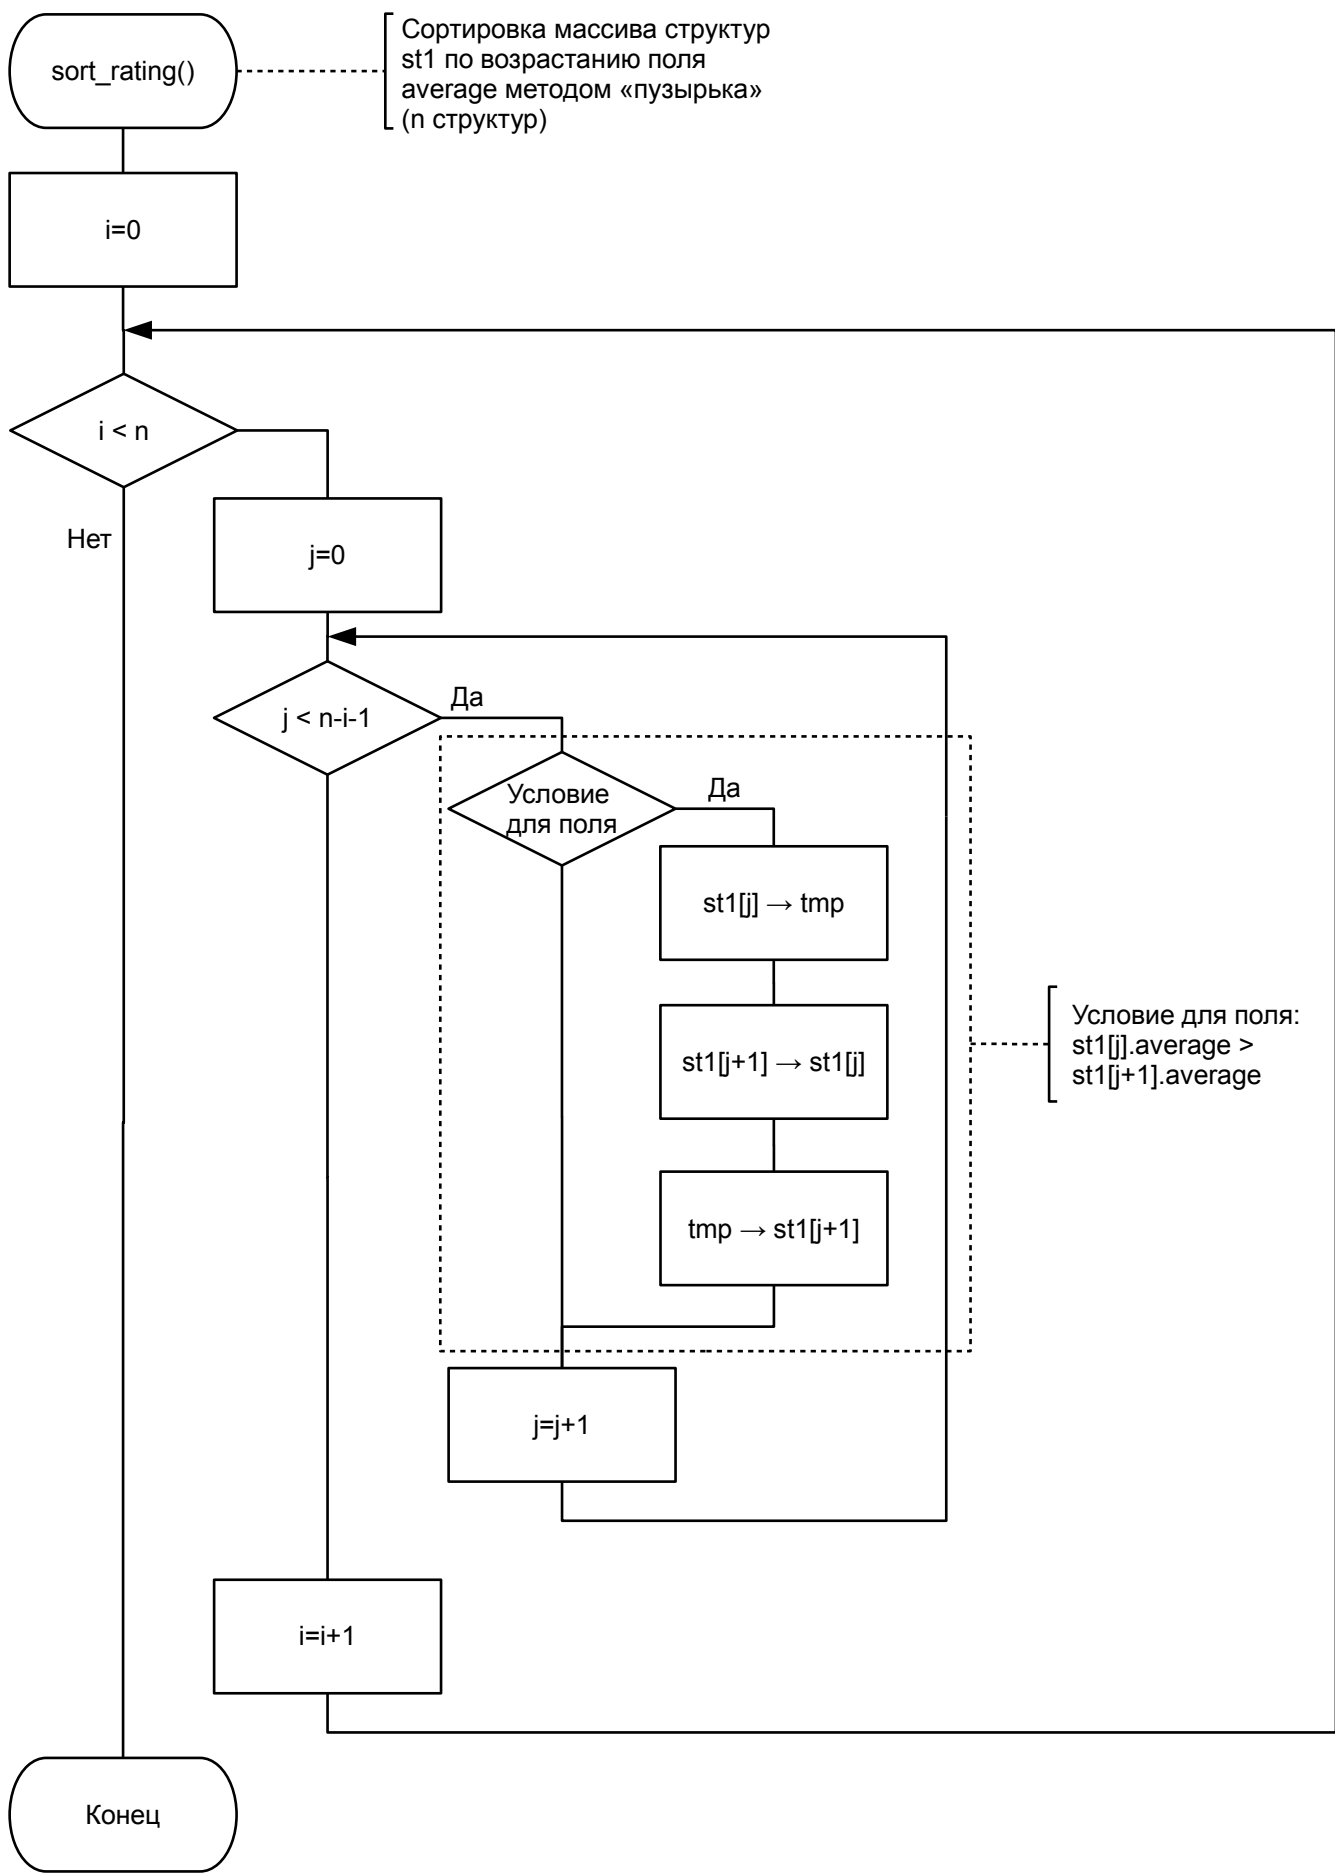 sort_rating()
Сортировка массива структур
st1 по возрастанию поля
average методом «пузырька»
(n структур)
i=0
i < n
Нет
j=0
j < n-i-1
Да
Условие
для поля
Да
st1[j] → tmp
st1[j+1] → st1[j]
Условие для поля:
st1[j].average >
st1[j+1].average
tmp → st1[j+1]
j=j+1
i=i+1
Конец